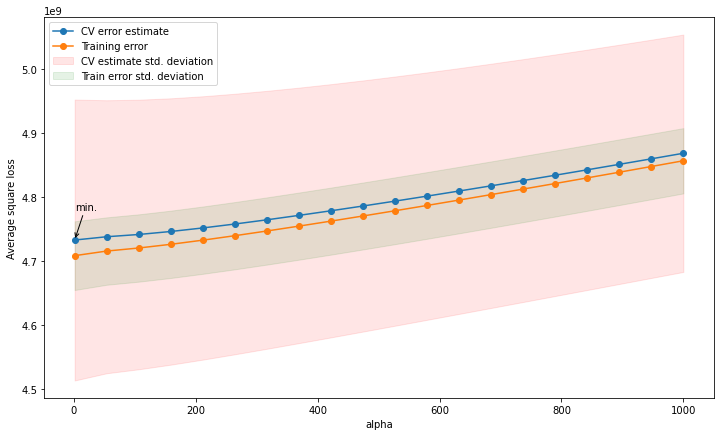 1e9
CV error estimate
Training error
CV estimate std. deviation
Train error std. deviation
5.0
4.9
4.8
4.7
4.6
4.5
min.
Average square loss
0
200
400
600
800
1000
alpha